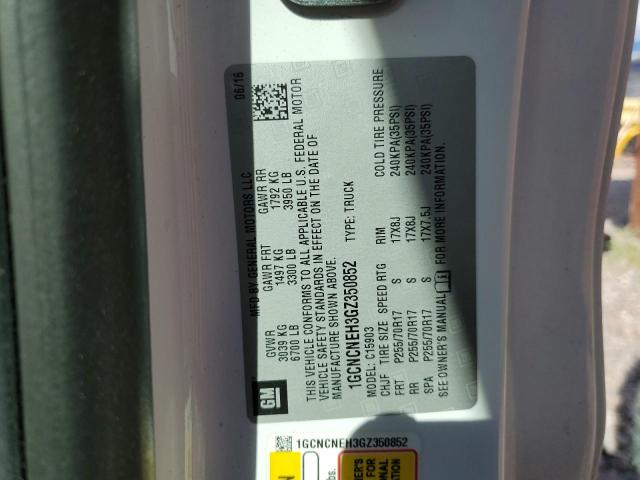 GM
MFD BY GENERAL MOTORS LLC 06/16
GVWR GAWR FRT GAWR RR
3039 KG 1497 KG 1792 KG
6700 LB 3300 LB 3950 LB
THIS VEHICLE CONFORMS TO ALL APPLICABLE U.S. FEDERAL MOTOR
VEHICLE SAFETY STANDARDS IN EFFECT ON THE DATE OF
MANUFACTURE SHOWN ABOVE.
1GCNCNEH3GZ350852 TYPE: TRUCK
MODEL: C15903
CHJF TIRE SIZE SPEED RTG RIM COLD TIRE PRESSURE
FRT P255/70R17 S 17X8J 240KPA(35PSI)
RR P255/70R17 S 17X8J 240KPA(35PSI)
SPA P255/70R17 S 17X7.5J 240KPA(35PSI)
SEE OWNER'S MANUAL FOR MORE INFORMATION.
1GCNCNEH3GZ350852
N
lbs.
FOR